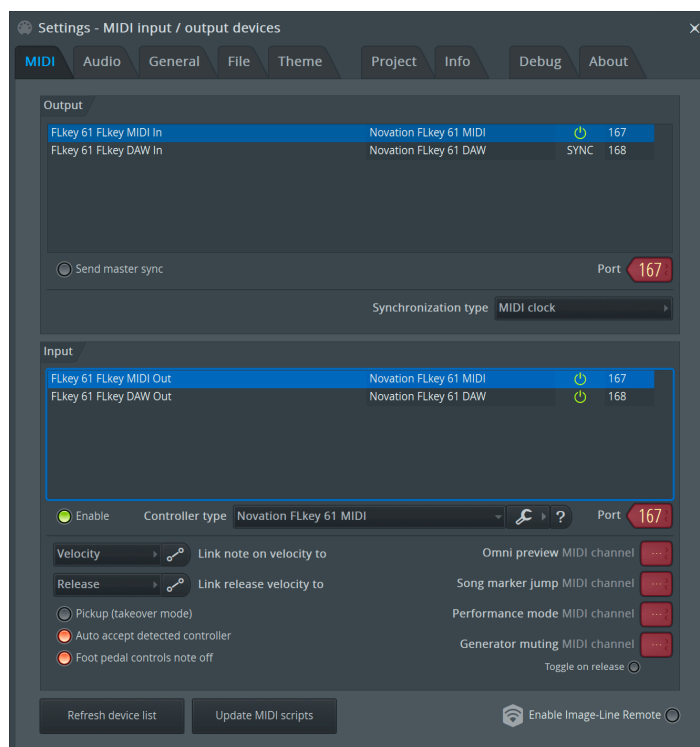 Settings - MIDI input / output devices
MIDI Audio General File Theme Project Info Debug About
Output
FLkey 61 FLkey MIDI In Novation FLkey 61 MIDI 167
FLkey 61 FLkey DAW In Novation FLkey 61 DAW SYNC 168
Send master sync Port 167
Synchronization type MIDI clock
Input
FLkey 61 FLkey MIDI Out Novation FLkey 61 MIDI 167
FLkey 61 FLkey DAW Out Novation FLkey 61 DAW 168
Enable Controller type Novation FLkey 61 MIDI ? Port 167
Velocity Link note on velocity to Omni preview MIDI channel ---
Release Link release velocity to Song marker jump MIDI channel ---
Pickup (takeover mode) Performance mode MIDI channel ---
Auto accept detected controller Generator muting MIDI channel ---
Foot pedal controls note off Toggle on release
Refresh device list Update MIDI scripts Enable Image-Line Remote